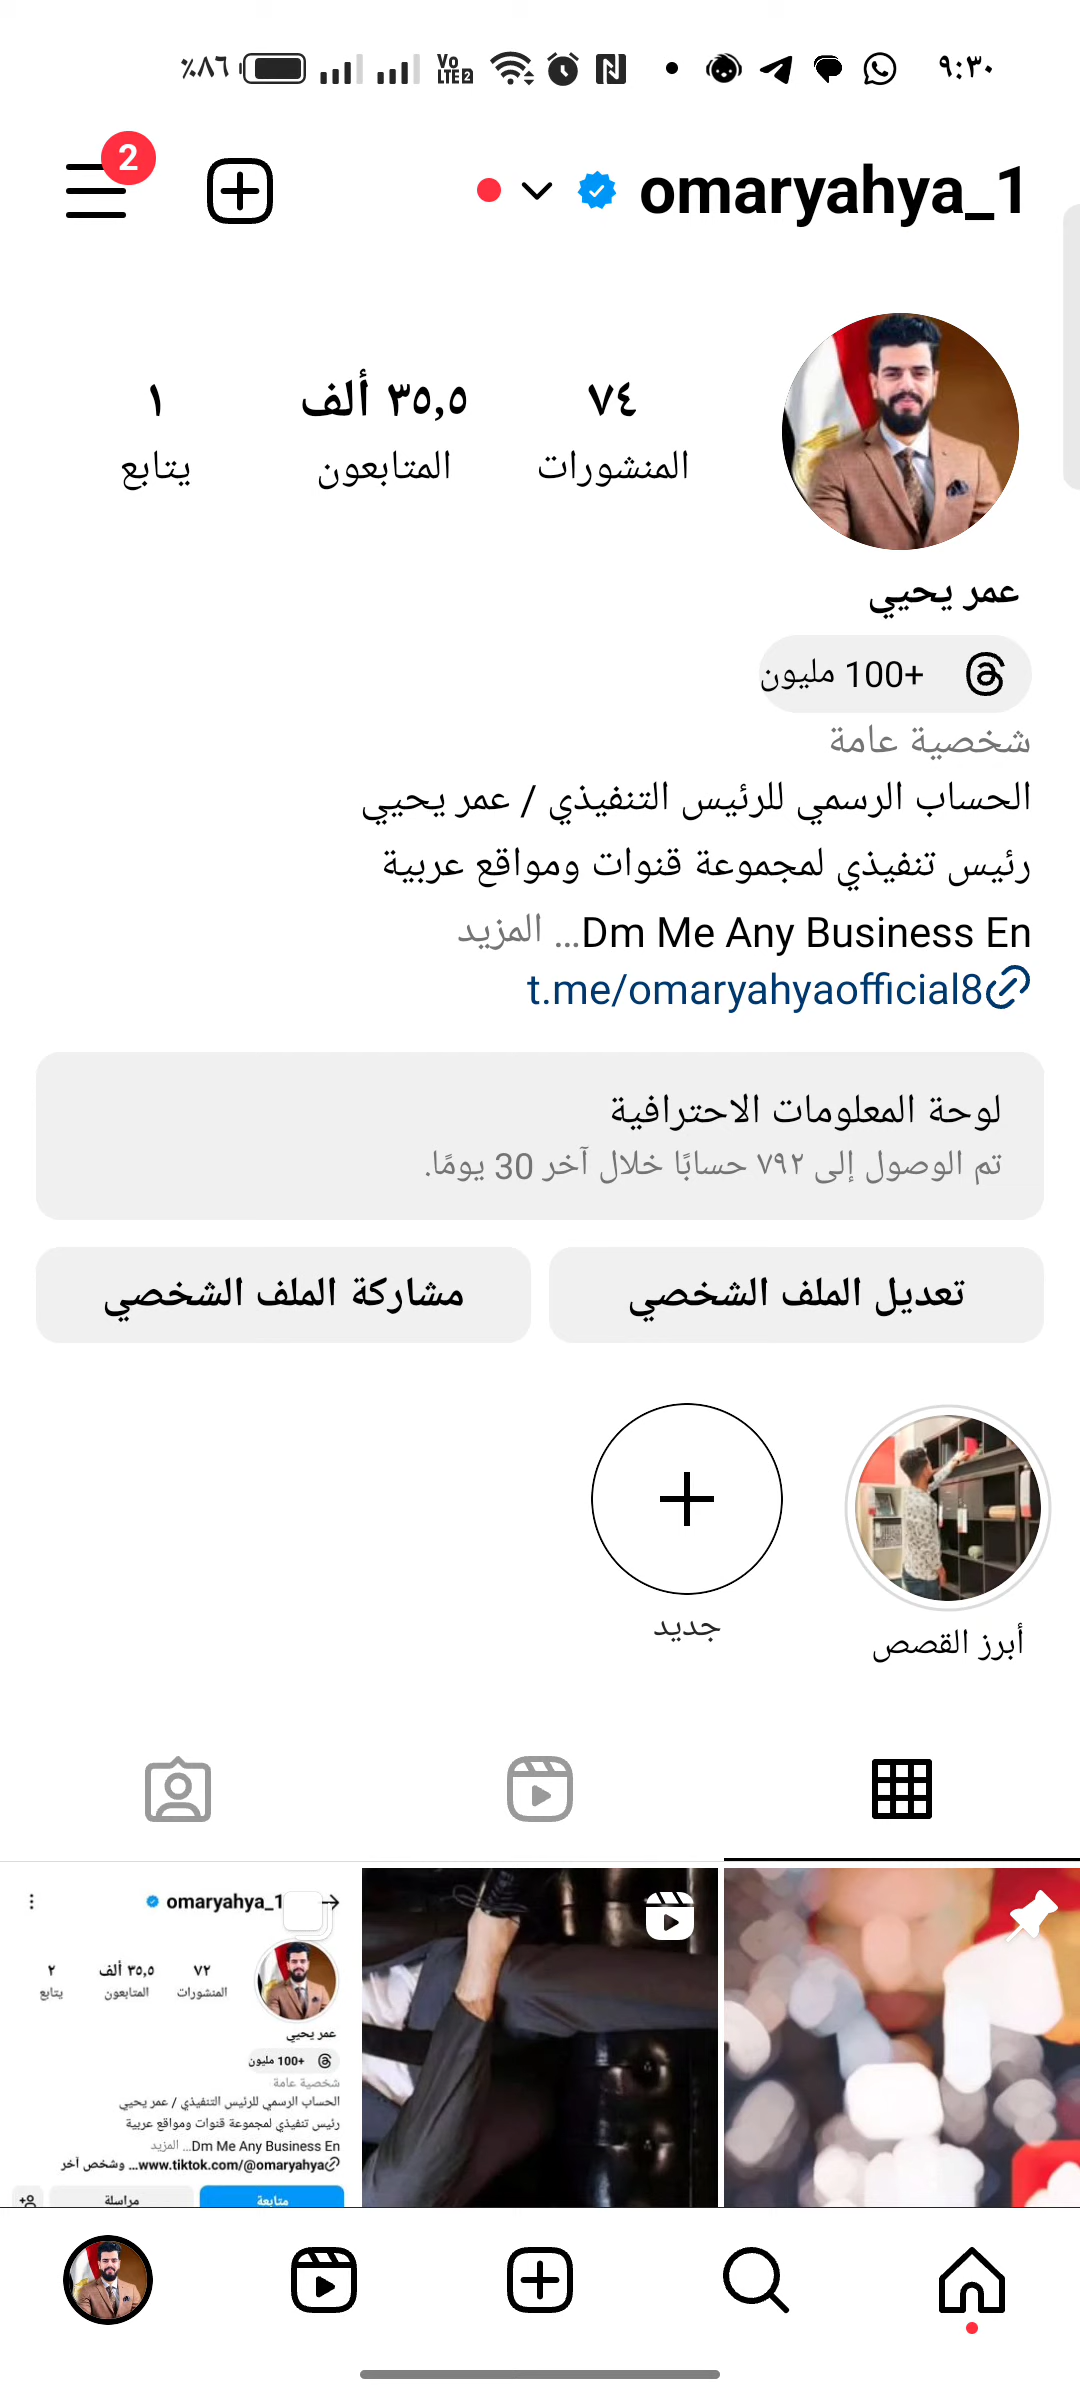 ٩:٣٠
٪٨٦
Vo LTE2
omaryahya_1
2
٧٤
٣٥,٥ ألف
١
المنشورات
المتابعون
يتابع
عمر يحيي
+100 مليون
شخصية عامة
الحساب الرسمي للرئيس التنفيذي / عمر يحيي
رئيس تنفيذي لمجموعة قنوات ومواقع عربية
Dm Me Any Business En... المزيد
t.me/omaryahyaofficial8
لوحة المعلومات الاحترافية
تم الوصول إلى ٧٩٢ حسابًا خلال آخر 30 يومًا.
تعديل الملف الشخصي
مشاركة الملف الشخصي
أبرز القصص
جديد
omaryahya_1
٧٢
٣٥,٥ ألف
٢
المنشورات
المتابعون
يتابع
عمر يحيي
+100 مليون
شخصية عامة
الحساب الرسمي للرئيس التنفيذي / عمر يحيي
رئيس تنفيذي لمجموعة قنوات ومواقع عربية
Dm Me Any Business En... المزيد
www.tiktok.com/@omaryahya... وشخص آخر
متابعة
مراسلة